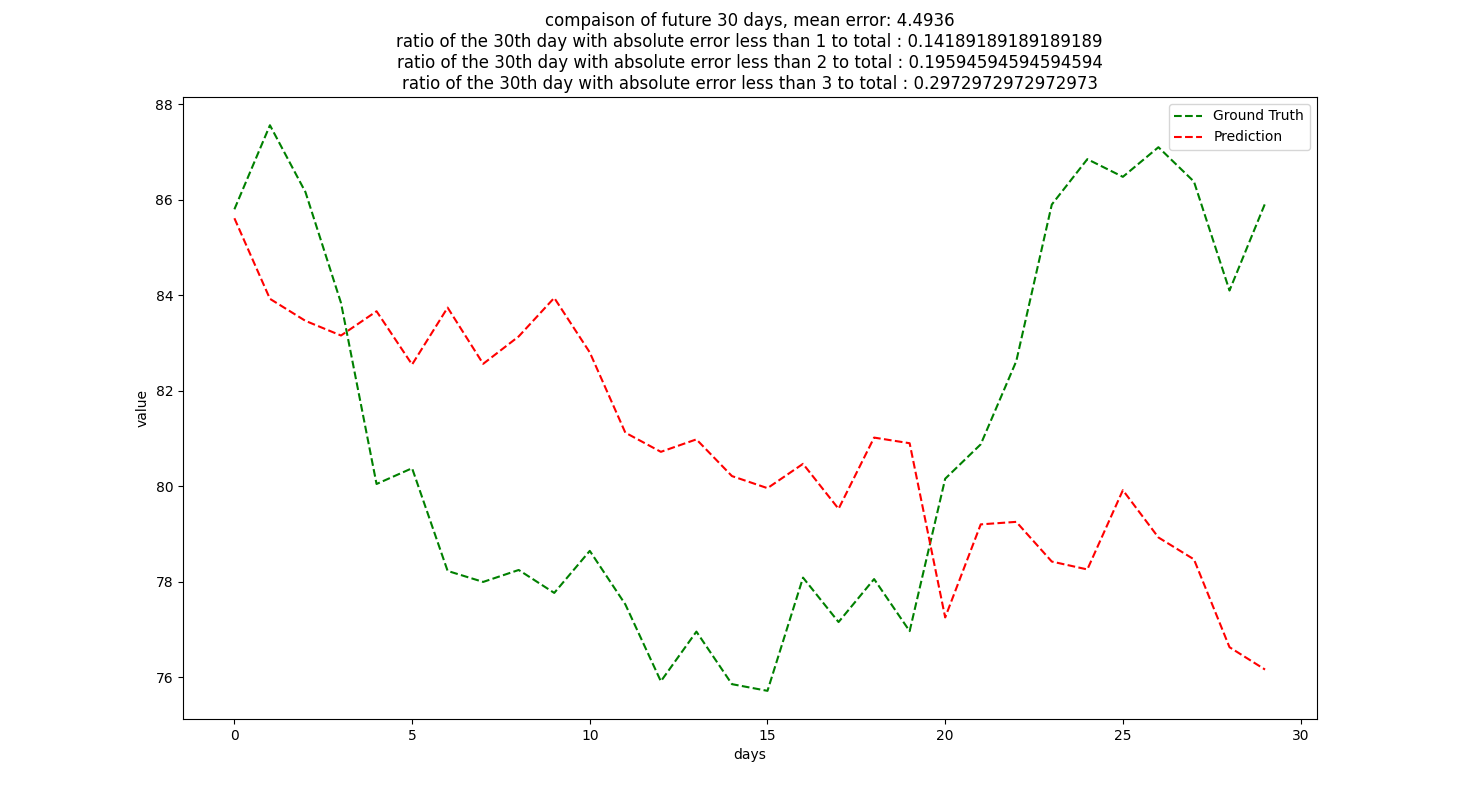 compaison of future 30 days, mean error: 4.4936
ratio of the 30th day with absolute error less than 1 to total : 0.14189189189189189
ratio of the 30th day with absolute error less than 2 to total : 0.19594594594594594
ratio of the 30th day with absolute error less than 3 to total : 0.2972972972972973
Ground Truth
Prediction
88
86
84
82
80
78
76
value
0 5 10 15 20 25 30
days